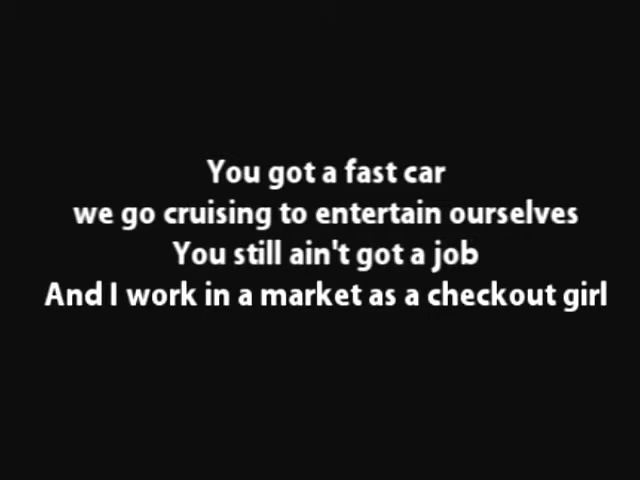 You got a fast car
we go cruising to entertain ourselves
You still ain't got a job
And I work in a market as a checkout girl